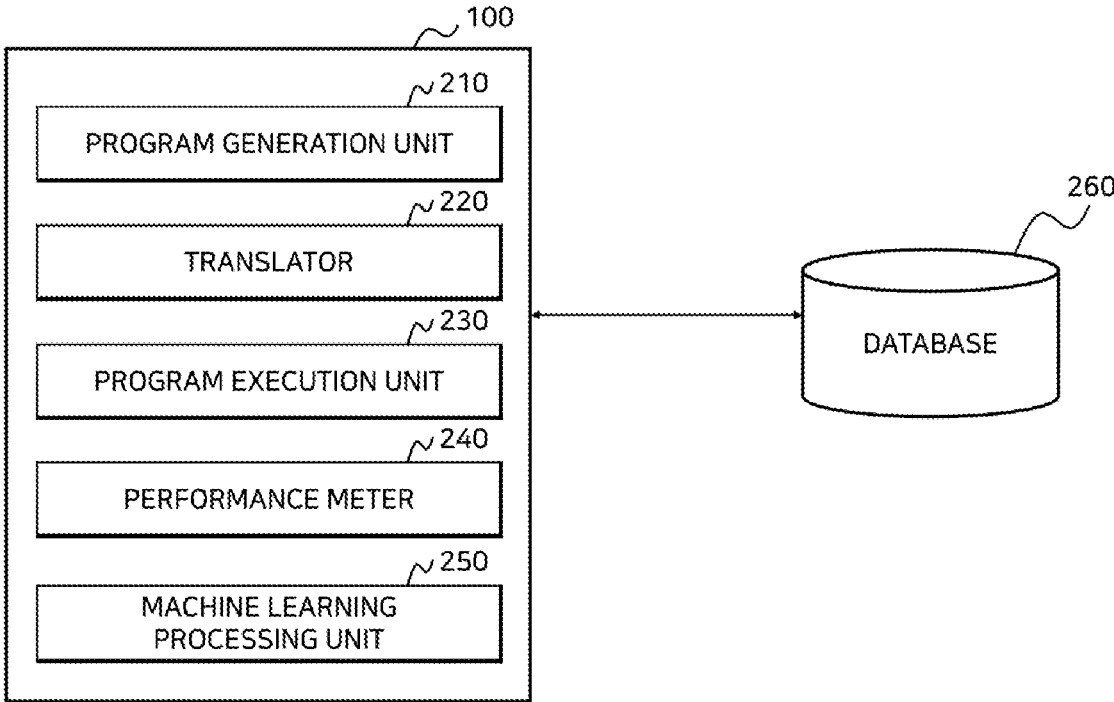 100
210
PROGRAM GENERATION UNIT
220
TRANSLATOR
230
PROGRAM EXECUTION UNIT
240
PERFORMANCE METER
250
MACHINE LEARNING
PROCESSING UNIT
260
DATABASE